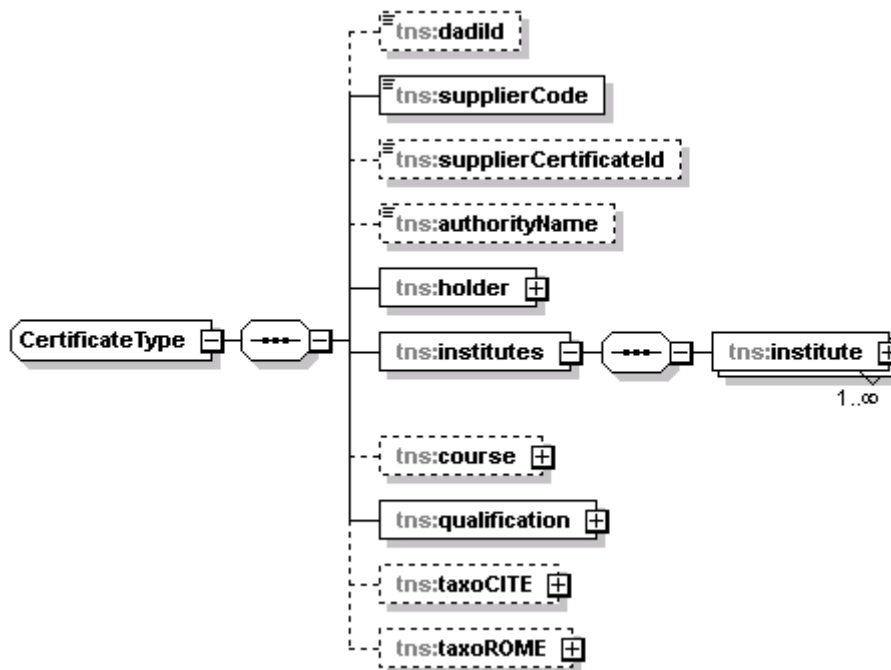 tns:dadiId
tns:supplierCode
tns:supplierCertificateId
tns:authorityName
tns:holder
CertificateType
tns:institutes
tns:institute
1..∞
tns:course
tns:qualification
tns:taxoCITE
tns:taxoROME